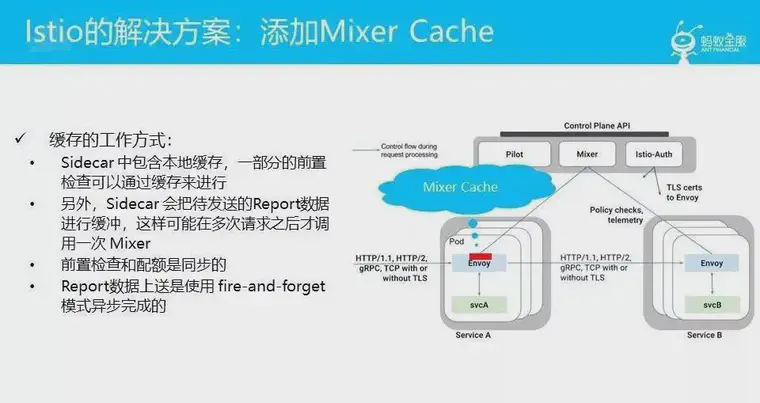 Istio的解决方案：添加Mixer Cache
蚂蚁金服
ANT FINANCIAL
✓ 缓存的工作方式：
• Sidecar 中包含本地缓存，一部分的前置
检查可以通过缓存来进行
• 另外，Sidecar 会把待发送的Report数据
进行缓冲，这样可能在多次请求之后才调
用一次 Mixer
• 前置检查和配额是同步的
• Report数据上送是使用 fire-and-forget
模式异步完成的
Control Plane API
Control flow during
request processing
Pilot
Mixer
Istio-Auth
Mixer Cache
TLS certs
to Envoy
Policy checks,
telemetry
Pod
HTTP/1.1, HTTP/2,
gRPC, TCP with or
without TLS
Envoy
HTTP/1.1, HTTP/2,
gRPC, TCP with or
without TLS
Envoy
svcA
svcB
Service A
Service B